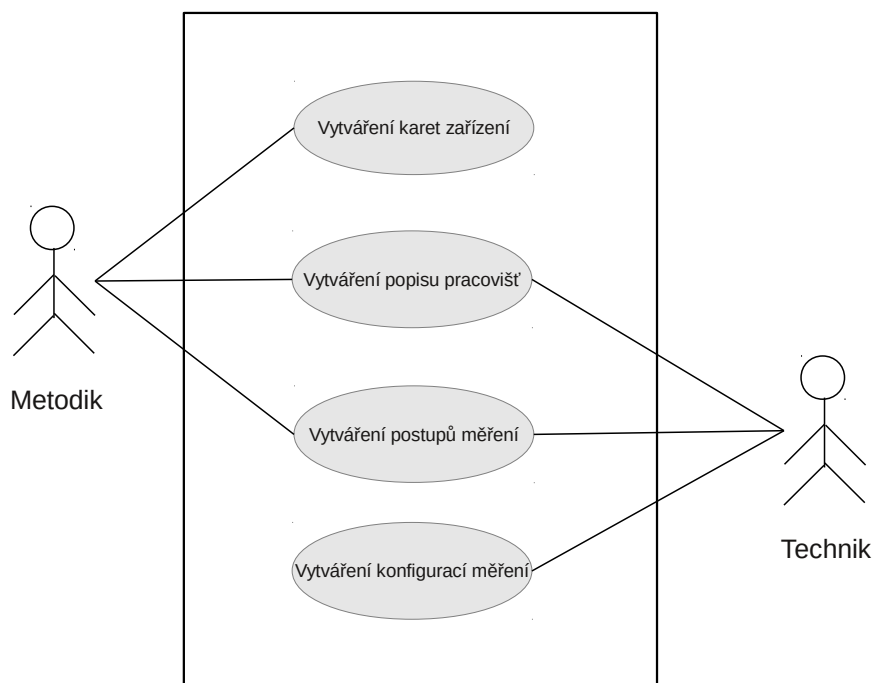 Vytváření karet zařízení
Vytváření popisu pracovišť
Metodik
Vytváření postupů měření
Technik
Vytváření konfigurací měření